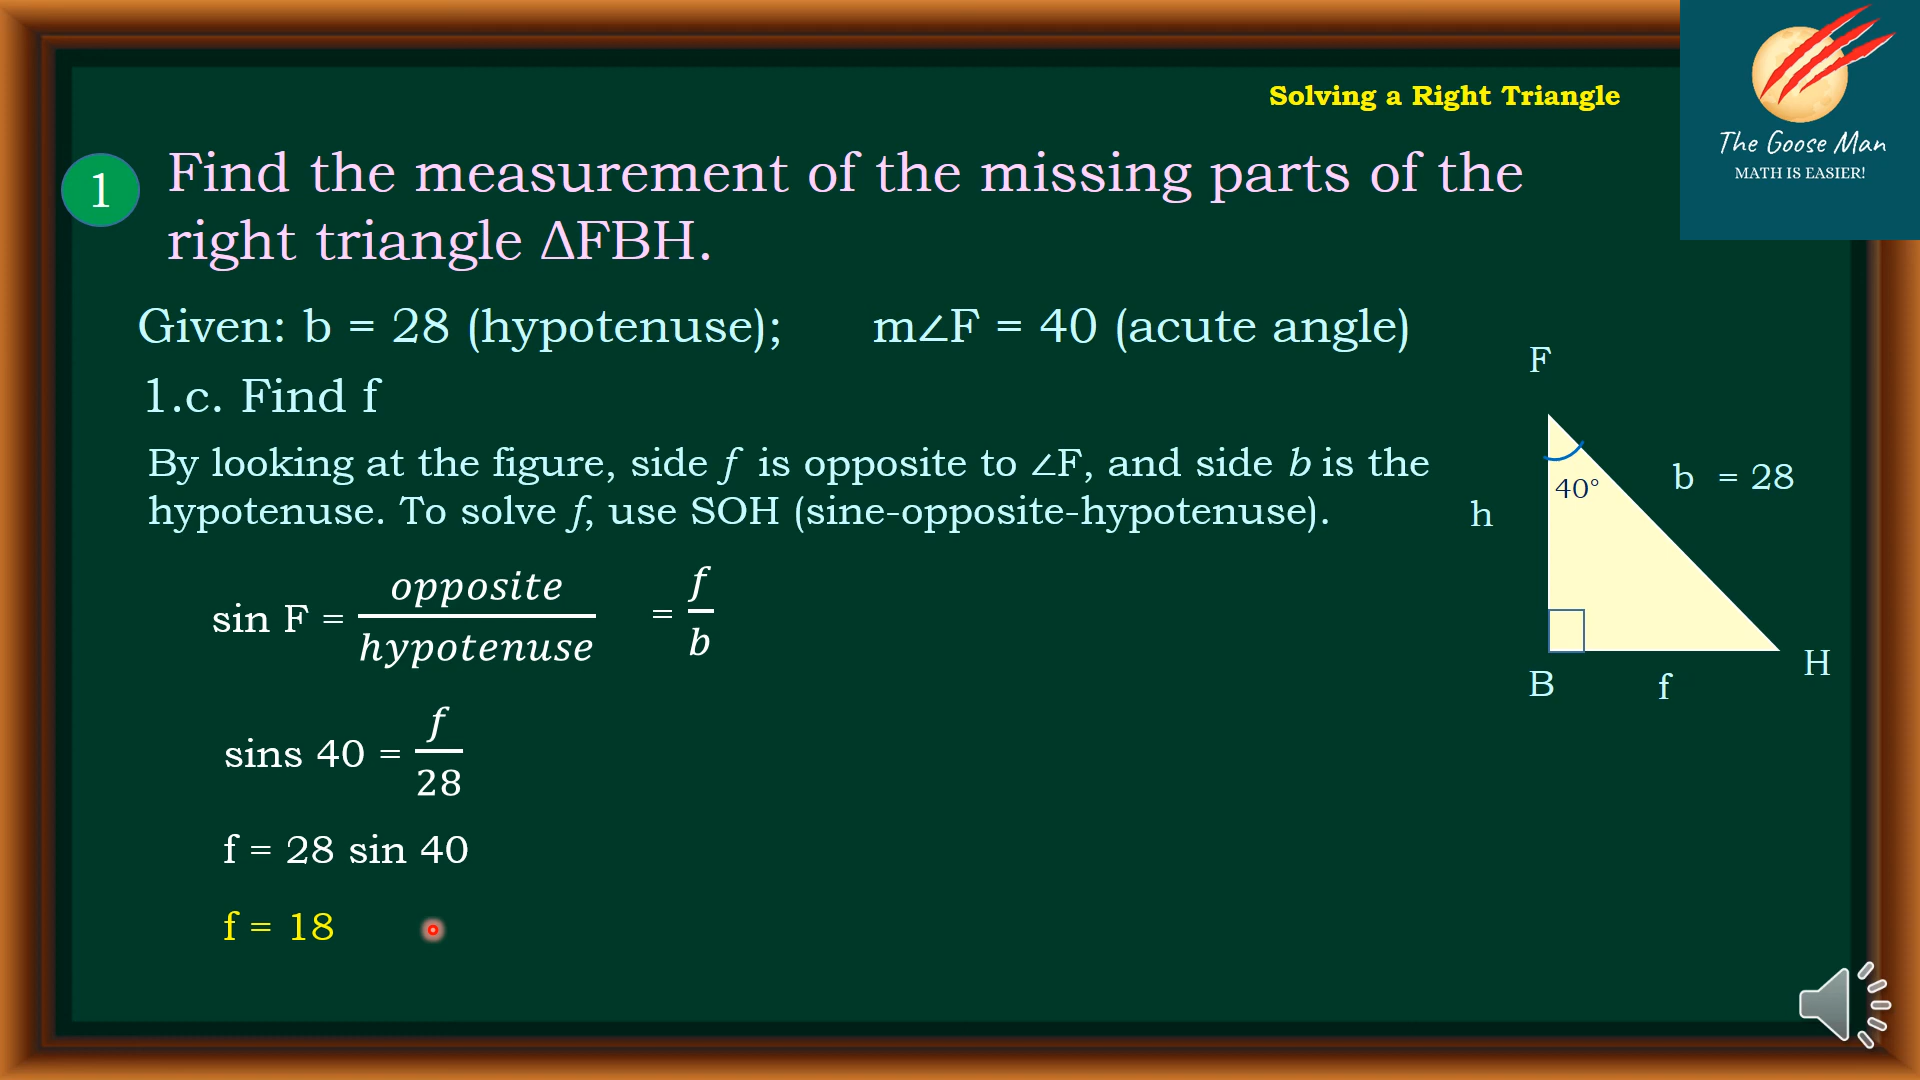 Solving a Right Triangle
The Goose Man
MATH IS EASIER!
1
Find the measurement of the missing parts of the
right triangle ΔFBH.
Given: b = 28 (hypotenuse); m∠F = 40 (acute angle)
1.c. Find f
By looking at the figure, side f is opposite to ∠F, and side b is the
hypotenuse. To solve f, use SOH (sine-opposite-hypotenuse).
sin F = opposite/hypotenuse = f/b
sins 40 = f/28
f = 28 sin 40
f = 18
F
40°
b = 28
h
B
f
H